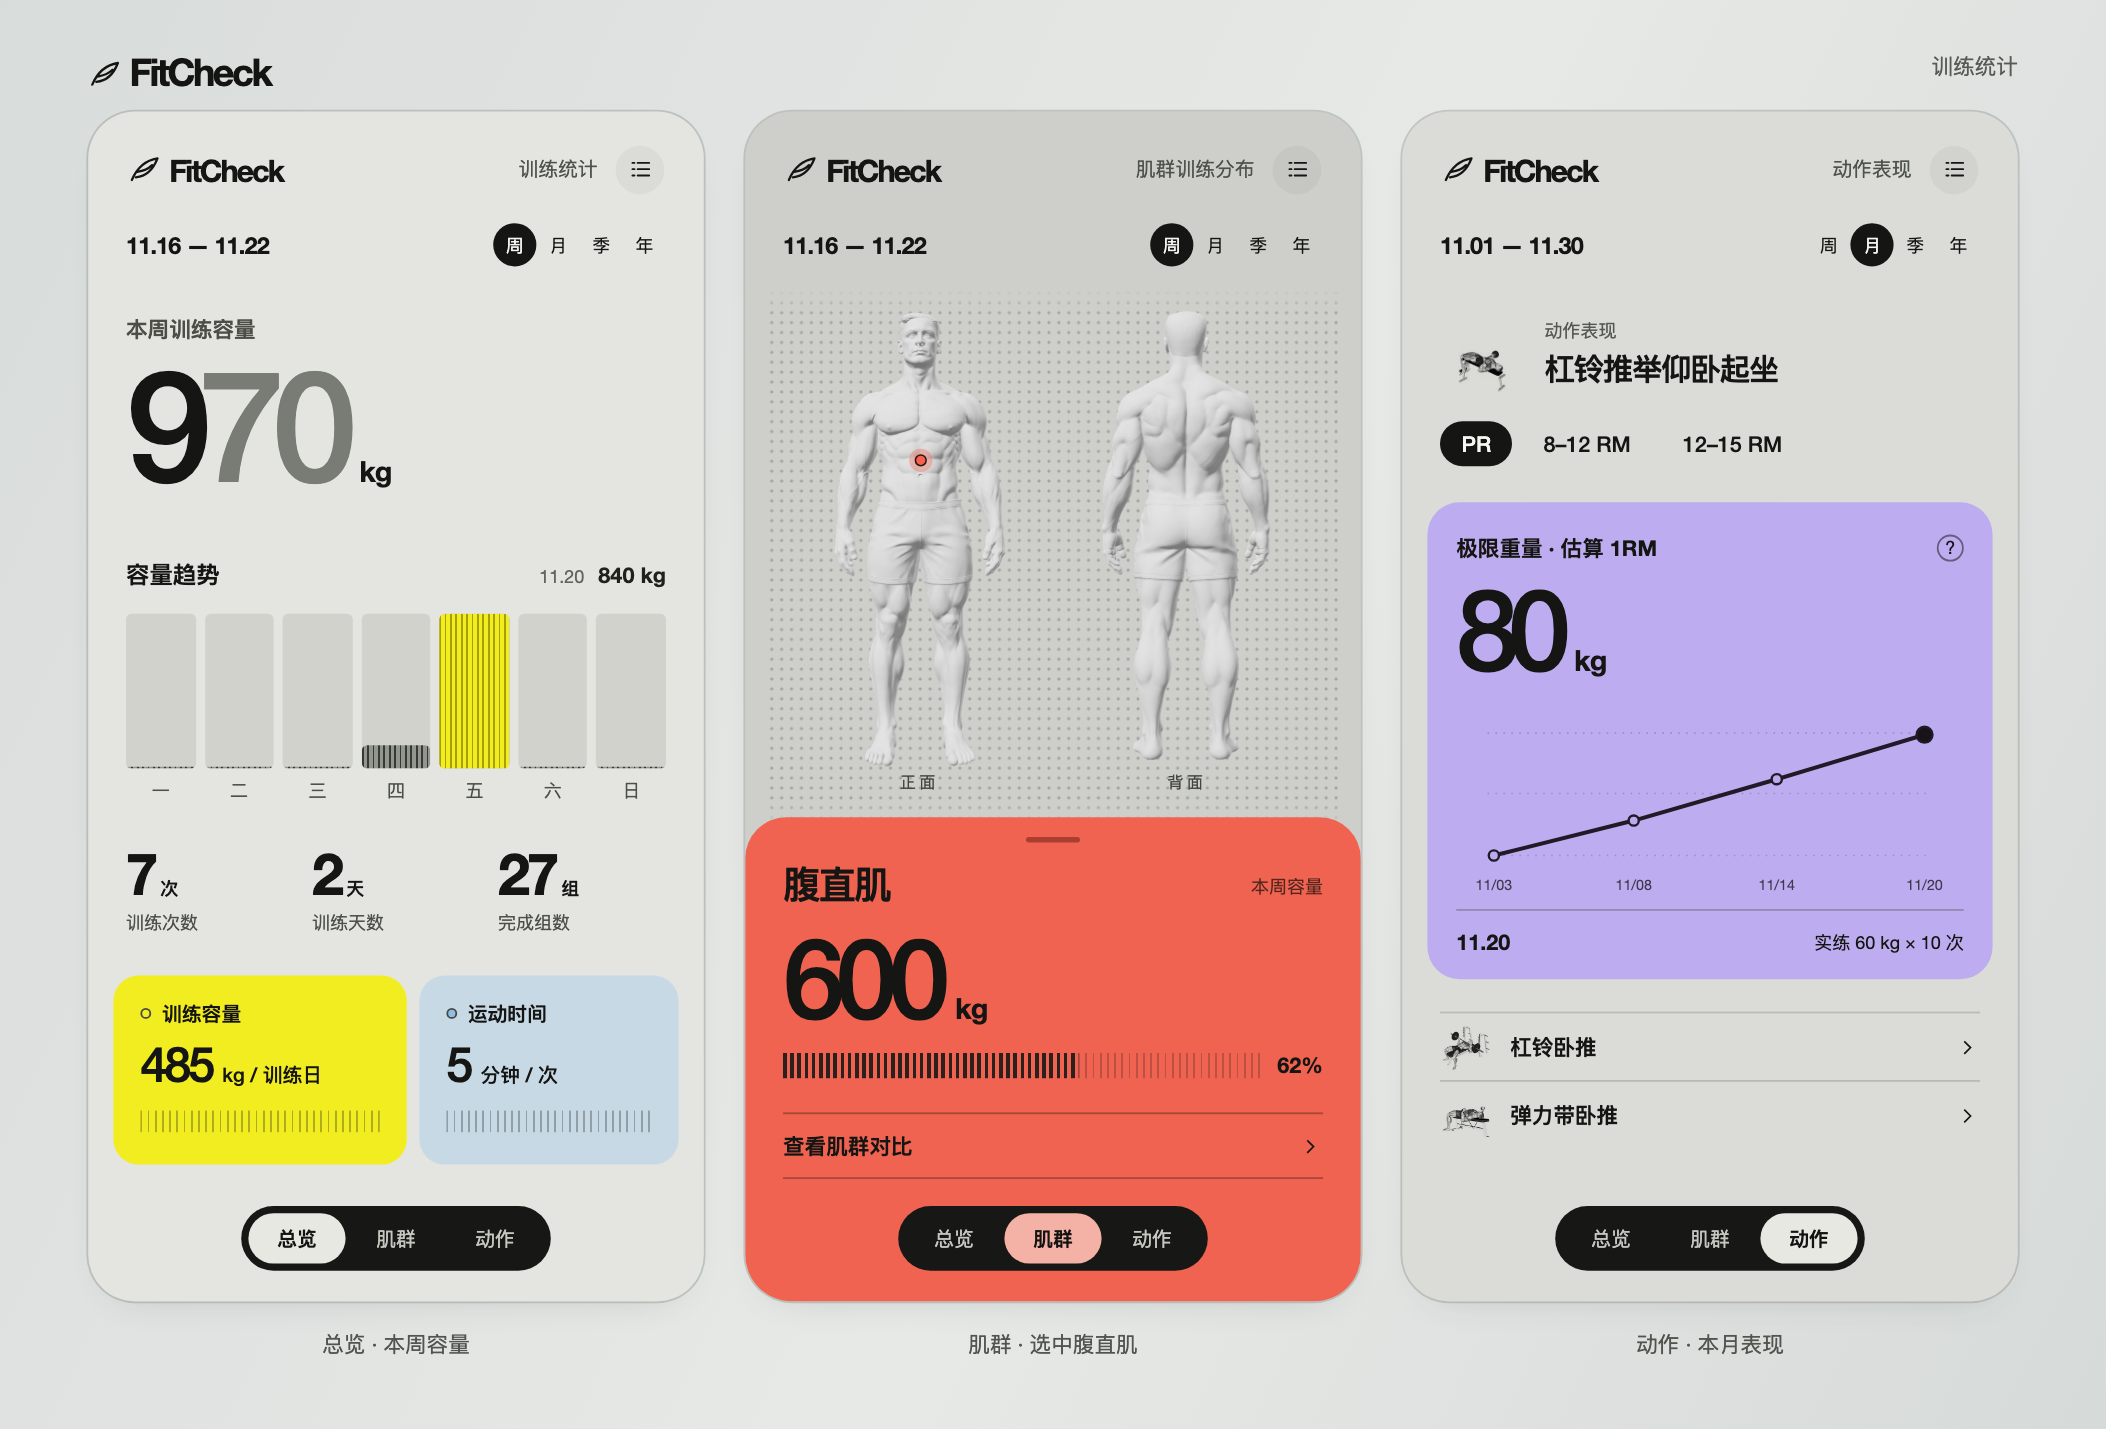 FitCheck
训练统计
FitCheck
训练统计
11.16 — 11.22
周 月 季 年
本周训练容量
970 kg
容量趋势
11.20 840 kg
一 二 三 四 五 六 日
7 次
训练次数
2 天
训练天数
27 组
完成组数
训练容量
485 kg / 训练日
运动时间
5 分钟 / 次
总览 肌群 动作
总览 · 本周容量
FitCheck
肌群训练分布
11.16 — 11.22
周 月 季 年
正面
背面
腹直肌
本周容量
600 kg
62%
查看肌群对比
总览 肌群 动作
肌群 · 选中腹直肌
FitCheck
动作表现
11.01 — 11.30
周 月 季 年
动作表现
杠铃推举仰卧起坐
PR 8–12 RM 12–15 RM
极限重量 · 估算 1RM
?
80 kg
11/03 11/08 11/14 11/20
11.20
实练 60 kg × 10 次
杠铃卧推
弹力带卧推
总览 肌群 动作
动作 · 本月表现